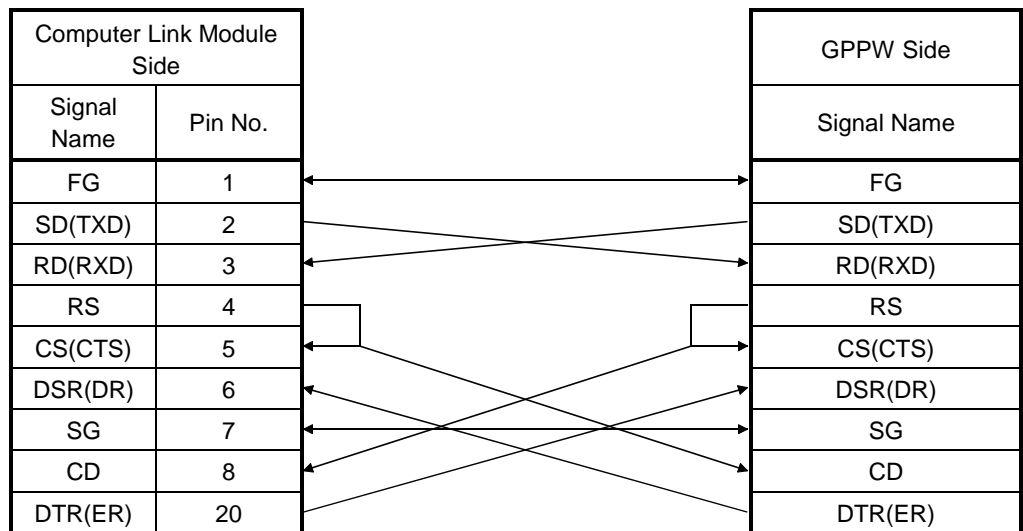 Computer Link Module
Side
GPPW Side
Signal
Name
Pin No.
Signal Name
FG 1 FG
SD(TXD) 2 SD(TXD)
RD(RXD) 3 RD(RXD)
RS 4 RS
CS(CTS) 5 CS(CTS)
DSR(DR) 6 DSR(DR)
SG 7 SG
CD 8 CD
DTR(ER) 20 DTR(ER)